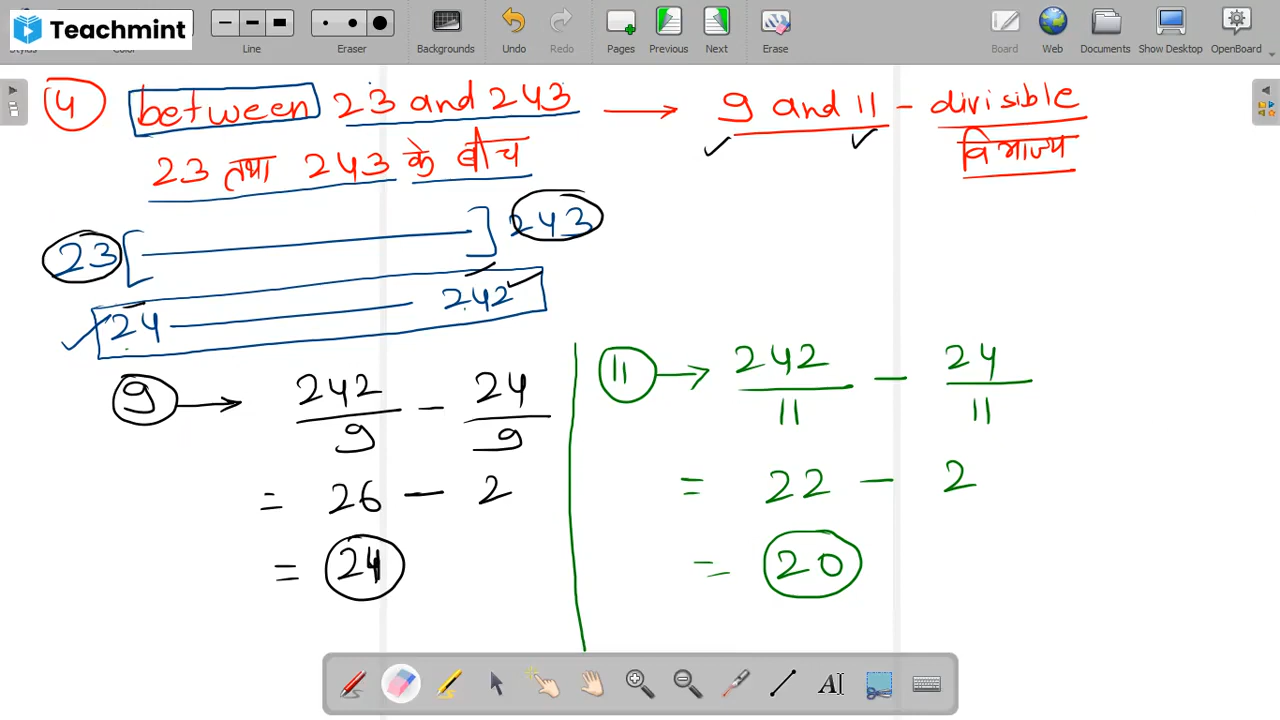 Teachmint
Line
Eraser
Backgrounds
Undo
Redo
Pages
Previous
Next
Erase
Board
Web
Documents
Show Desktop
OpenBoard
4 between 23 and 243 → 9 and 11 - divisible
23 तथा 243 के बीच विभाज्य
23 [ ——— ] 243
24 ——— 242
9 → 242/9 - 24/9
= 26 - 2
= 24
11 → 242/11 - 24/11
= 22 - 2
= 20